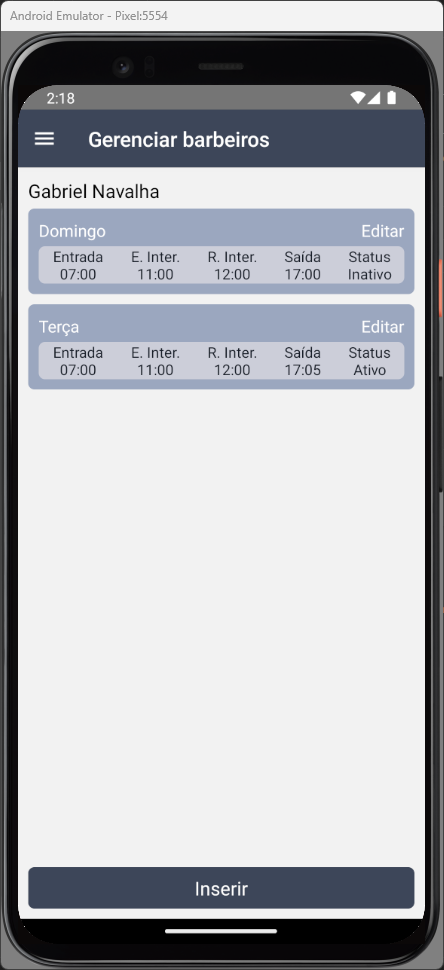 Android Emulator - Pixel:5554
2:18
Gerenciar barbeiros
Gabriel Navalha
Domingo Editar
Entrada E. Inter. R. Inter. Saída Status
07:00 11:00 12:00 17:00 Inativo
Terça Editar
Entrada E. Inter. R. Inter. Saída Status
07:00 11:00 12:00 17:05 Ativo
Inserir